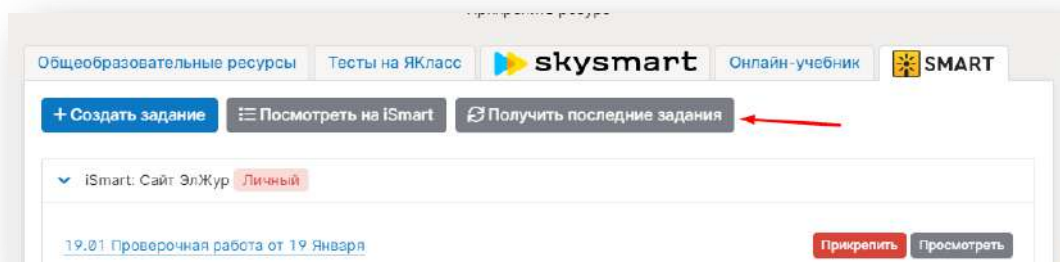 Общеобразовательные ресурсы Тесты на ЯКласс skysmart Онлайн-учебник SMART
+ Создать задание Посмотреть на iSmart Получить последние задания
iSmart: Сайт ЭлЖур Личный
19.01 Проверочная работа от 19 Января Прикрепить Просмотреть